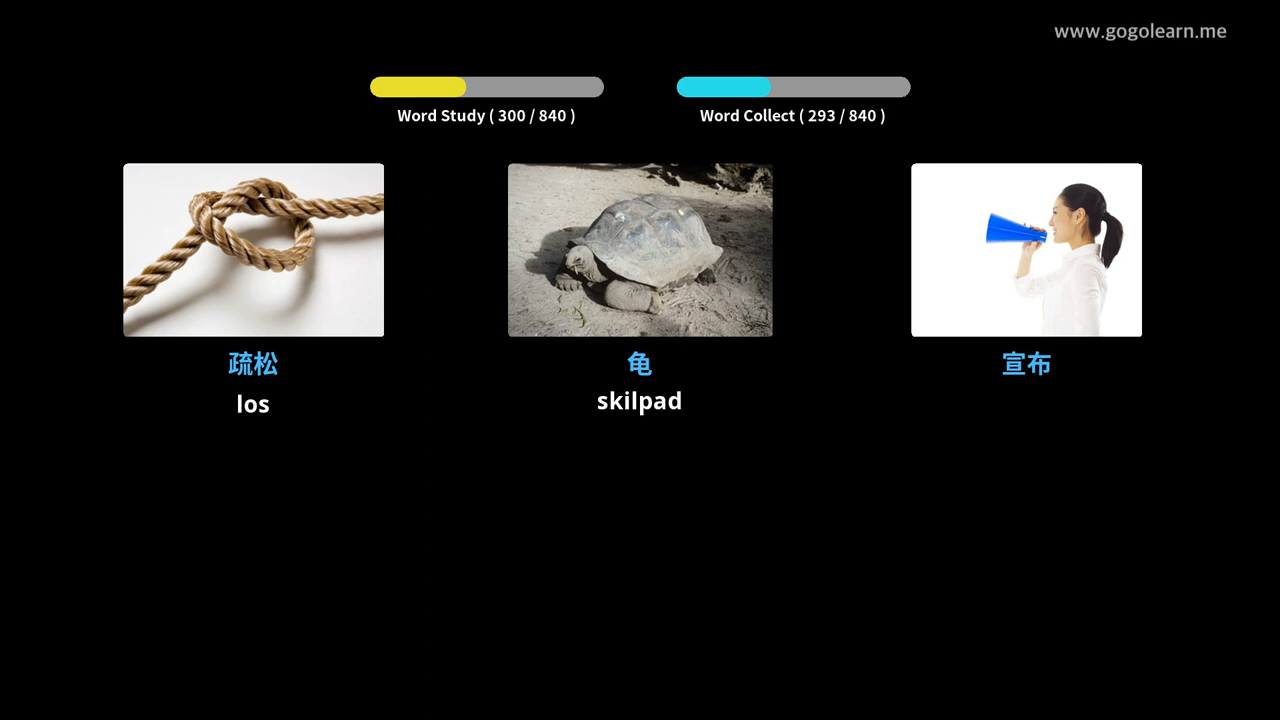 www.gogolearn.me
Word Study ( 300 / 840 )
Word Collect ( 293 / 840 )
疏松
los
龟
skilpad
宣布